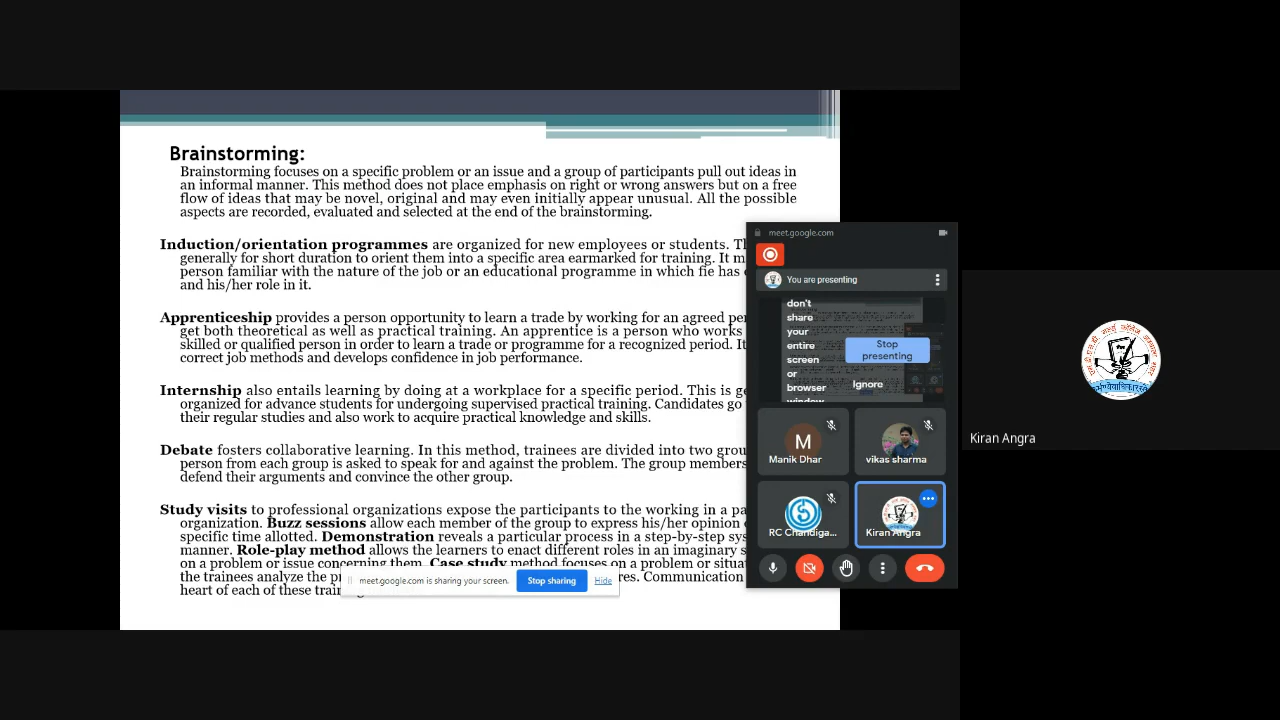 Brainstorming:
Brainstorming focuses on a specific problem or an issue and a group of participants pull out ideas in
an informal manner. This method does not place emphasis on right or wrong answers but on a free
flow of ideas that may be novel, original and may even initially appear unusual. All the possible
aspects are recorded, evaluated and selected at the end of the brainstorming.
Induction/orientation programmes are organized for new employees or students.
generally for short duration to orient them into a specific area earmarked for training. It
person familiar with the nature of the job or an educational programme in which he has
and his/her role in it.
Apprenticeship provides a person opportunity to learn a trade by working for an agreed
get both theoretical as well as practical training. An apprentice is a person who works
skilled or qualified person in order to learn a trade or programme for a recognized period. It
correct job methods and develops confidence in job performance.
Internship also entails learning by doing at a workplace for a specific period. This is
organized for advance students for undergoing supervised practical training. Candidates go
their regular studies and also work to acquire practical knowledge and skills.
Debate fosters collaborative learning. In this method, trainees are divided into two
person from each group is asked to speak for and against the problem. The group members
defend their arguments and convince the other group.
Study visits to professional organizations expose the participants to the working in a
organization. Buzz sessions allow each member of the group to express his/her opinion
specific time allotted. Demonstration reveals a particular process in a step-by-step
manner. Role-play method allows the learners to enact different roles in an imaginary
on a problem or issue concerning them. Case study method focuses on a problem or
the trainees analyze the
res. Communication
heart of each of these
meet.google.com is sharing your screen.
Stop sharing
Hide
meet.google.com
You are presenting
don't
share
your
entire
screen
or
browser
window
Stop
presenting
Ignore
M
Manik Dhar
vikas sharma
RC Chandiga...
Kiran Angra
Kiran Angra